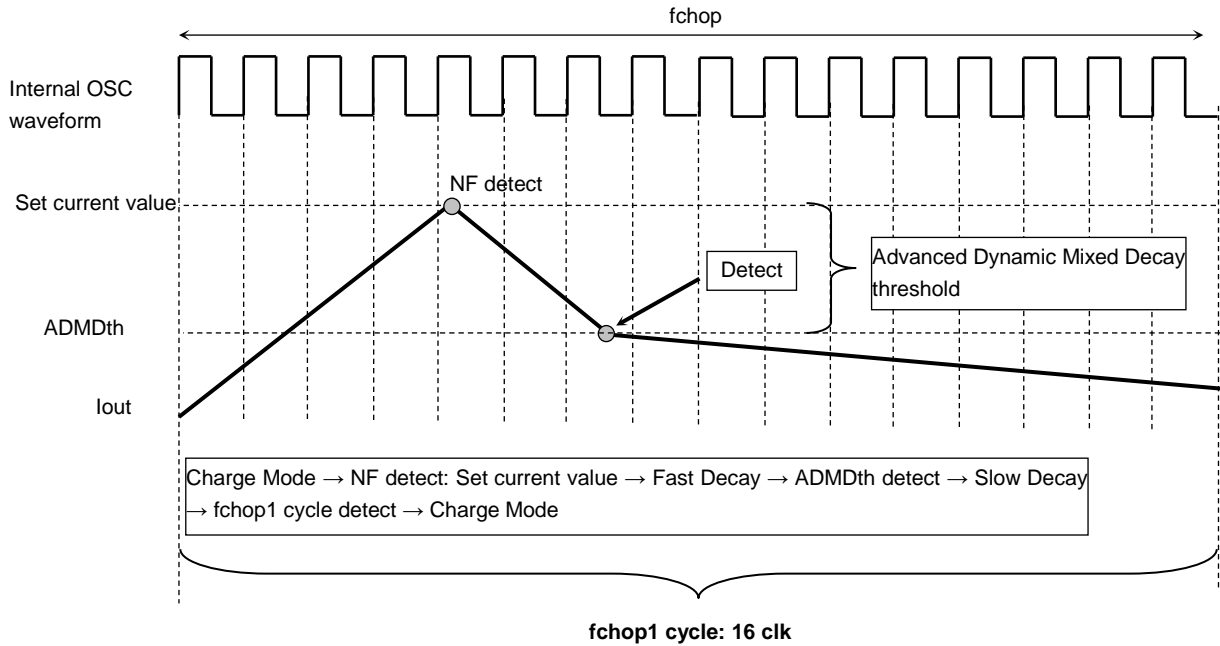 fchop
Internal OSC
waveform
NF detect
Set current value
Detect
Advanced Dynamic Mixed Decay
threshold
ADMDth
Iout
Charge Mode → NF detect: Set current value → Fast Decay → ADMDth detect → Slow Decay
→ fchop1 cycle detect → Charge Mode
fchop1 cycle: 16 clk